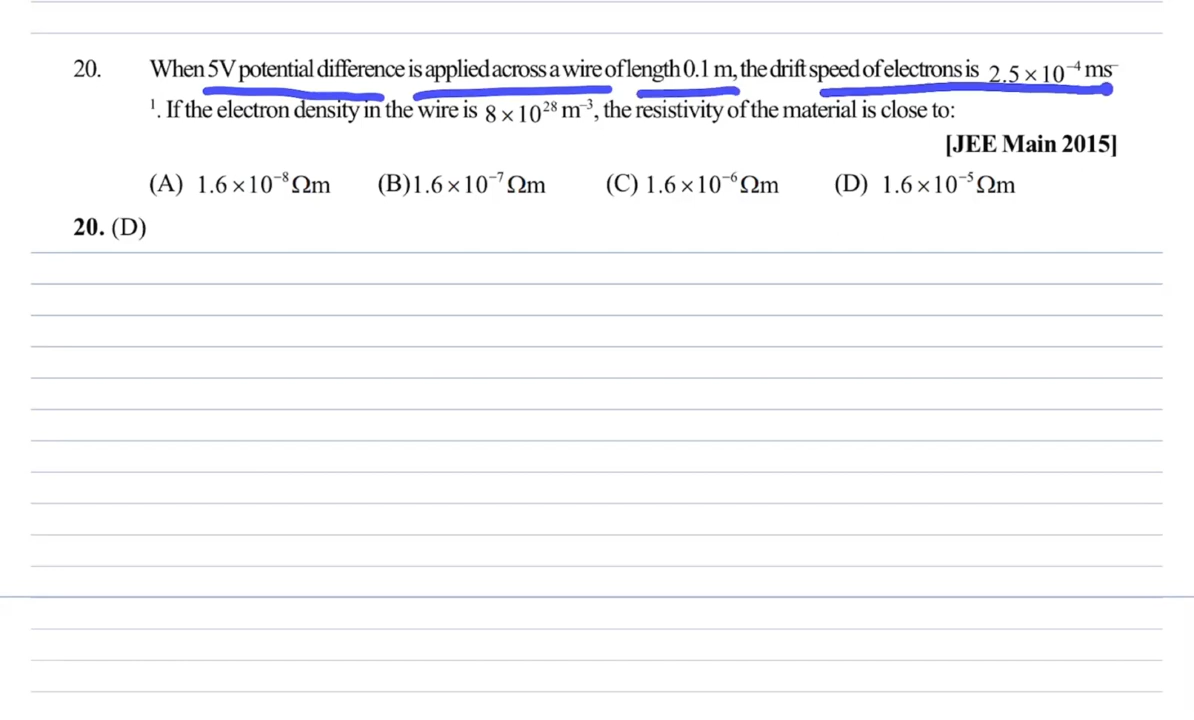 20. When 5V potential difference is applied across a wire of length 0.1 m, the drift speed of electrons is 2.5 × 10⁻⁴ ms⁻
¹. If the electron density in the wire is 8 × 10²⁸ m⁻³, the resistivity of the material is close to:
[JEE Main 2015]
(A) 1.6 × 10⁻⁸ Ωm (B) 1.6 × 10⁻⁷ Ωm (C) 1.6 × 10⁻⁶ Ωm (D) 1.6 × 10⁻⁵ Ωm
20. (D)